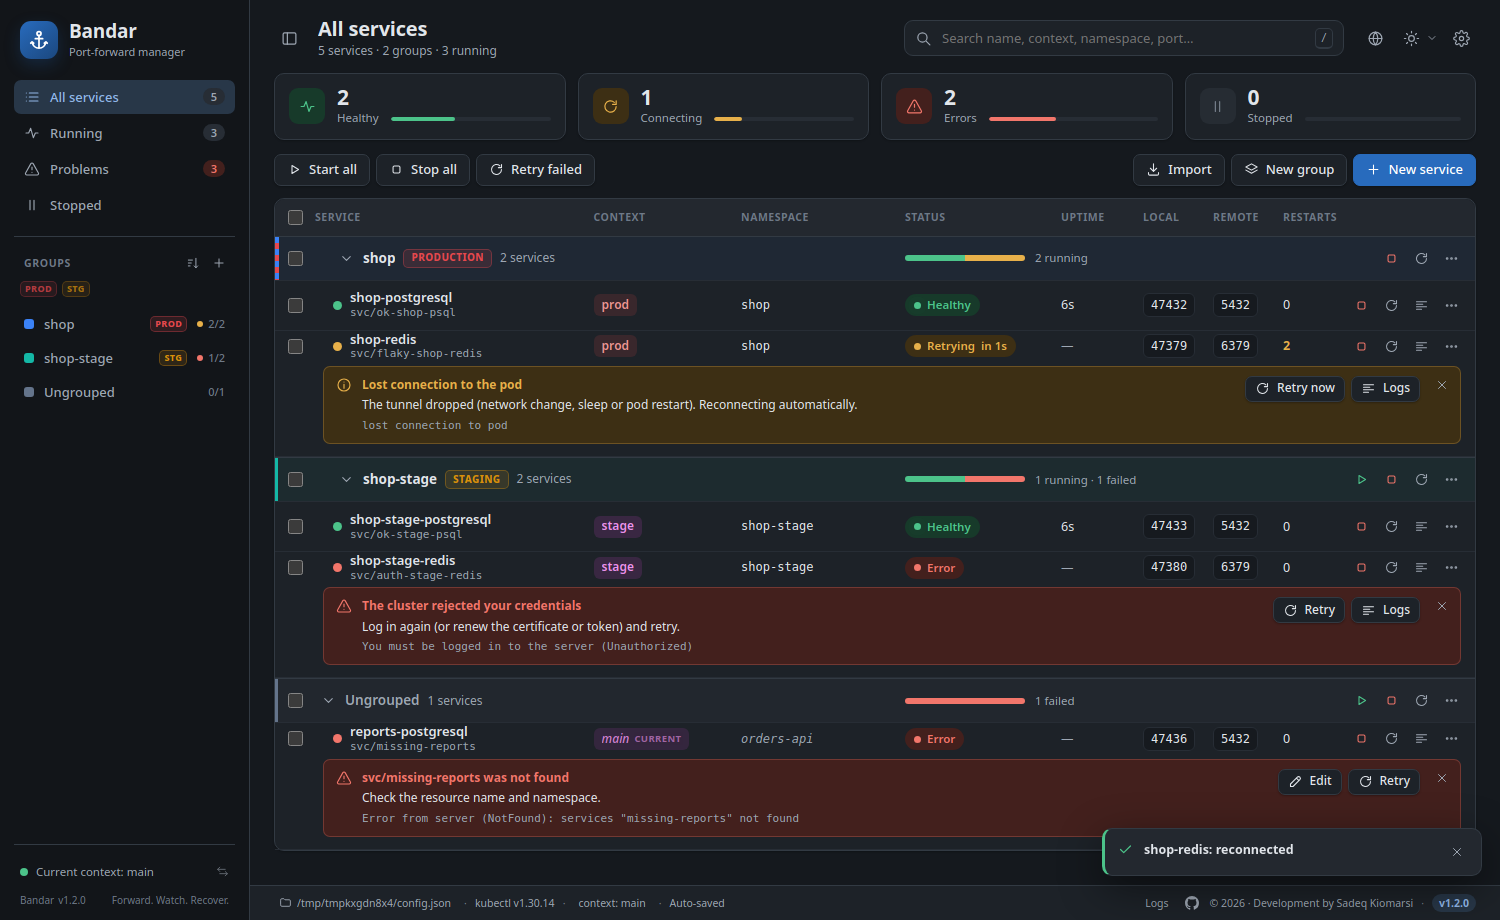 Bandar
Port-forward manager
All services 5
Running 3
Problems 3
Stopped
GROUPS
PROD STG
shop PROD 2/2
shop-stage STG 1/2
Ungrouped 0/1
Current context: main
Bandar v1.2.0 Forward. Watch. Recover.
All services
5 services · 2 groups · 3 running
Search name, context, namespace, port... /
2 Healthy
1 Connecting
2 Errors
0 Stopped
Start all Stop all Retry failed Import New group New service
SERVICE CONTEXT NAMESPACE STATUS UPTIME LOCAL REMOTE RESTARTS
shop PRODUCTION 2 services 2 running
shop-postgresql
svc/ok-shop-psql prod shop Healthy 6s 47432 5432 0
shop-redis
svc/flaky-shop-redis prod shop Retrying in 1s — 47379 6379 2
Lost connection to the pod Retry now Logs
The tunnel dropped (network change, sleep or pod restart). Reconnecting automatically.
lost connection to pod
shop-stage STAGING 2 services 1 running · 1 failed
shop-stage-postgresql
svc/ok-stage-psql stage shop-stage Healthy 6s 47433 5432 0
shop-stage-redis
svc/auth-stage-redis stage shop-stage Error — 47380 6379 0
The cluster rejected your credentials Retry Logs
Log in again (or renew the certificate or token) and retry.
You must be logged in to the server (Unauthorized)
Ungrouped 1 services 1 failed
reports-postgresql
svc/missing-reports main CURRENT orders-api Error — 47436 5432 0
svc/missing-reports was not found Edit Retry
Check the resource name and namespace.
Error from server (NotFound): services "missing-reports" not found
shop-redis: reconnected
/tmp/tmpkxgdn8x4/config.json · kubectl v1.30.14 · context: main · Auto-saved Logs © 2026 · Development by Sadeq Kiomarsi · v1.2.0